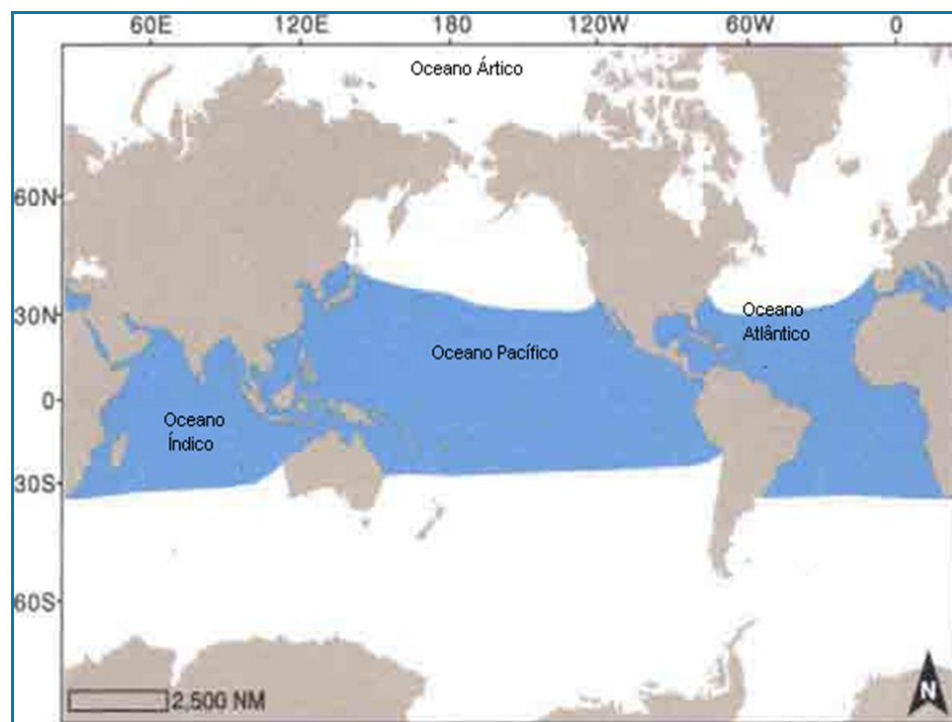 60E 120E 180 120W 60W 0
Oceano Ártico
60N
30N
Oceano
Atlântico
Oceano Pacífico
0
Oceano
Índico
30S
60S
2,500 NM
N